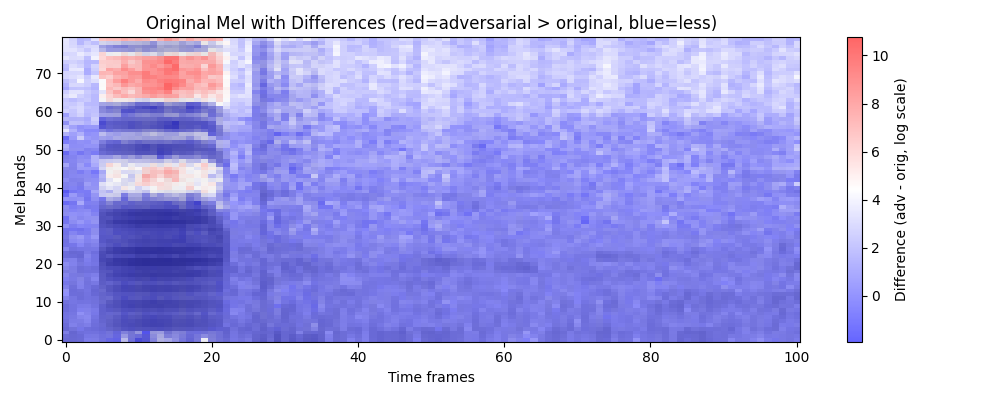 Original Mel with Differences (red=adversarial > original, blue=less)
Mel bands
70
60
50
40
30
20
10
0
0 20 40 60 80 100
Time frames
10
8
6
4
2
0
Difference (adv - orig, log scale)